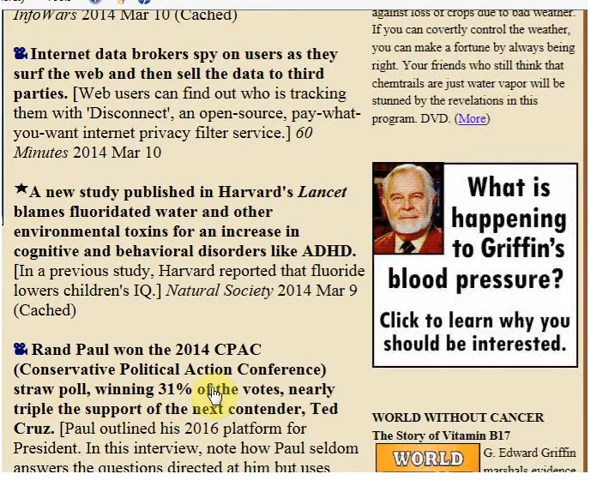 InfoWars 2014 Mar 10 (Cached)
Internet data brokers spy on users as they
surf the web and then sell the data to third
parties. [Web users can find out who is tracking
them with 'Disconnect', an open-source, pay-what-
you-want internet privacy filter service.] 60
Minutes 2014 Mar 10
A new study published in Harvard's Lancet
blames fluoridated water and other
environmental toxins for an increase in
cognitive and behavioral disorders like ADHD.
[In a previous study, Harvard reported that fluoride
lowers children's IQ.] Natural Society 2014 Mar 9
(Cached)
Rand Paul won the 2014 CPAC
(Conservative Political Action Conference)
straw poll, winning 31% of the votes, nearly
triple the support of the next contender, Ted
Cruz. [Paul outlined his 2016 platform for
President. In this interview, note how Paul seldom
answers the questions directed at him but uses
against loss of crops due to bad weather.
If you can covertly control the weather,
you can make a fortune by always being
right. Your friends who still think that
chemtrails are just water vapor will be
stunned by the revelations in this
program. DVD. (More)
What is
happening
to Griffin's
blood pressure?
Click to learn why you
should be interested.
WORLD WITHOUT CANCER
The Story of Vitamin B17
WORLD
G. Edward Griffin
marshals evidence